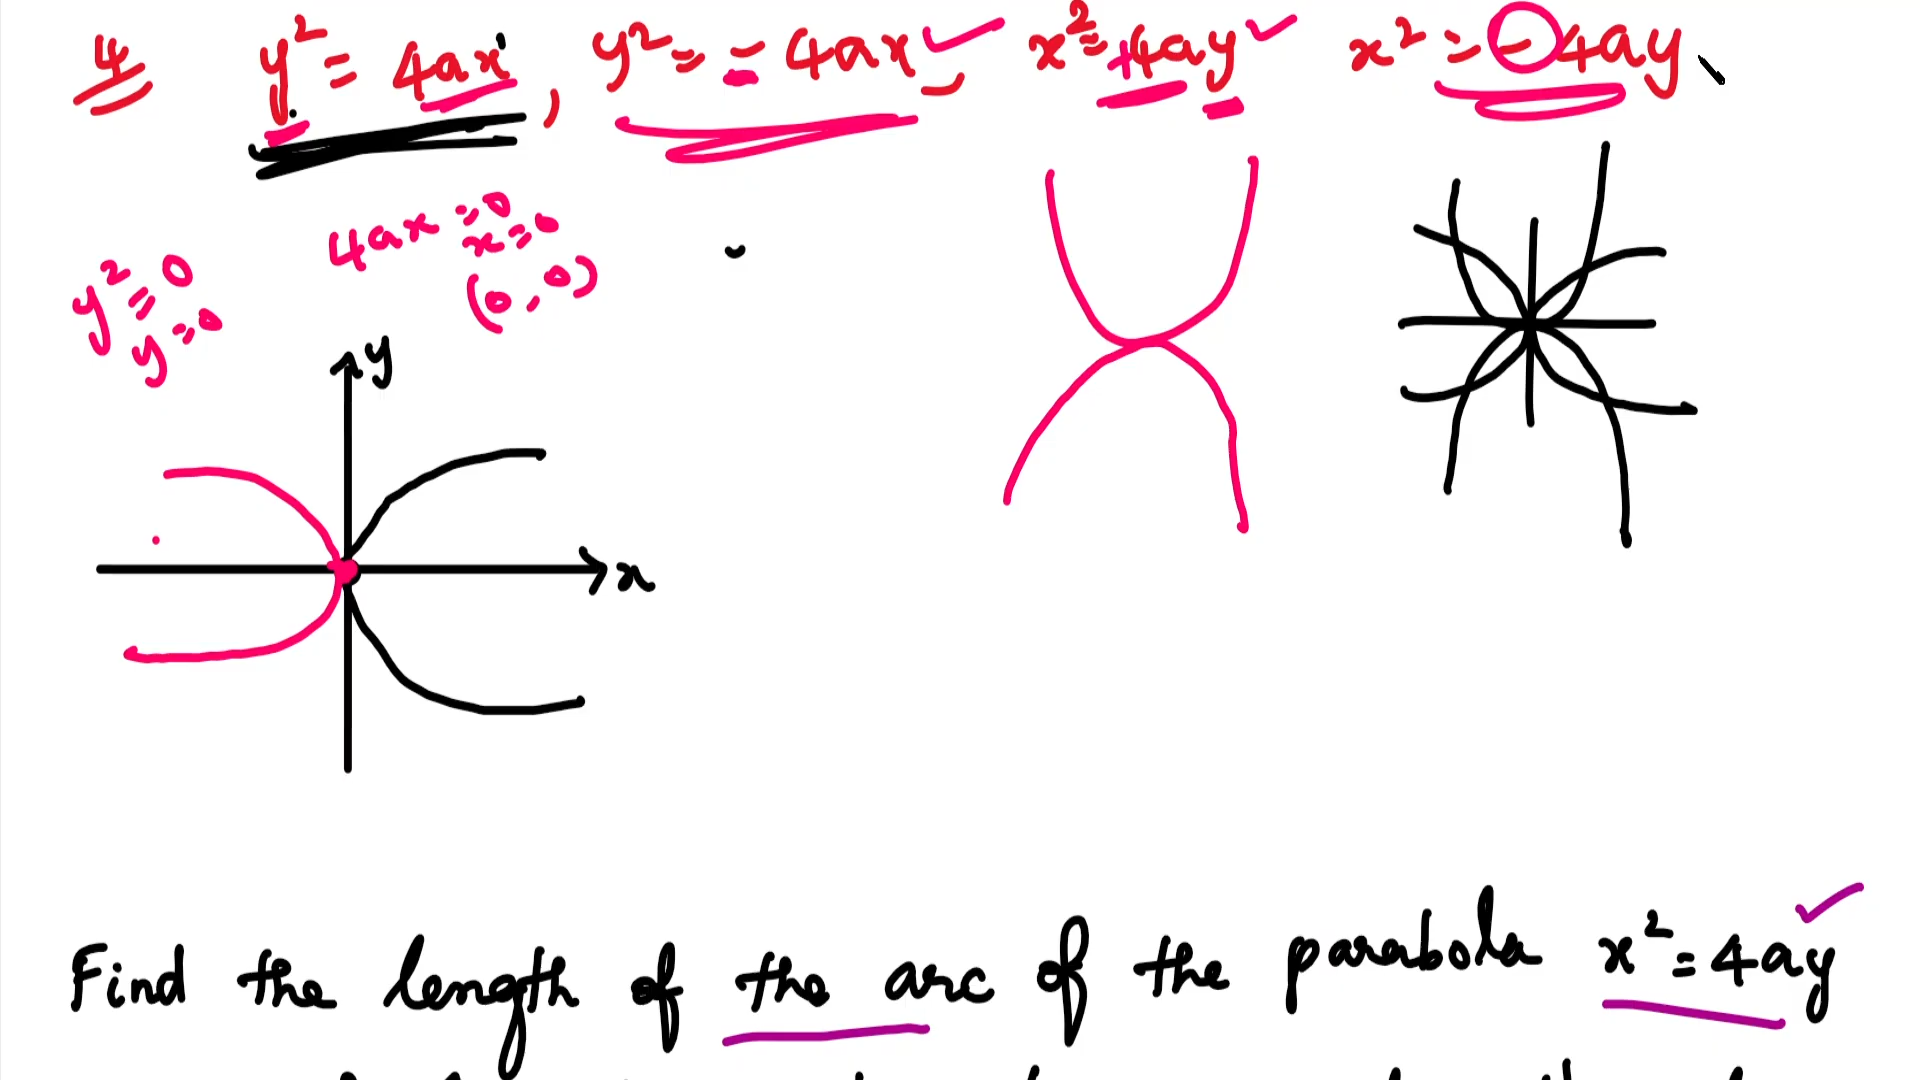 4 y² = 4ax, y² = -4ax x² = +4ay x² = -4ay
4ax = 0
x = 0
(0, 0)
y² = 0
y = 0
y
x
Find the length of the arc of the parabola x² = 4ay